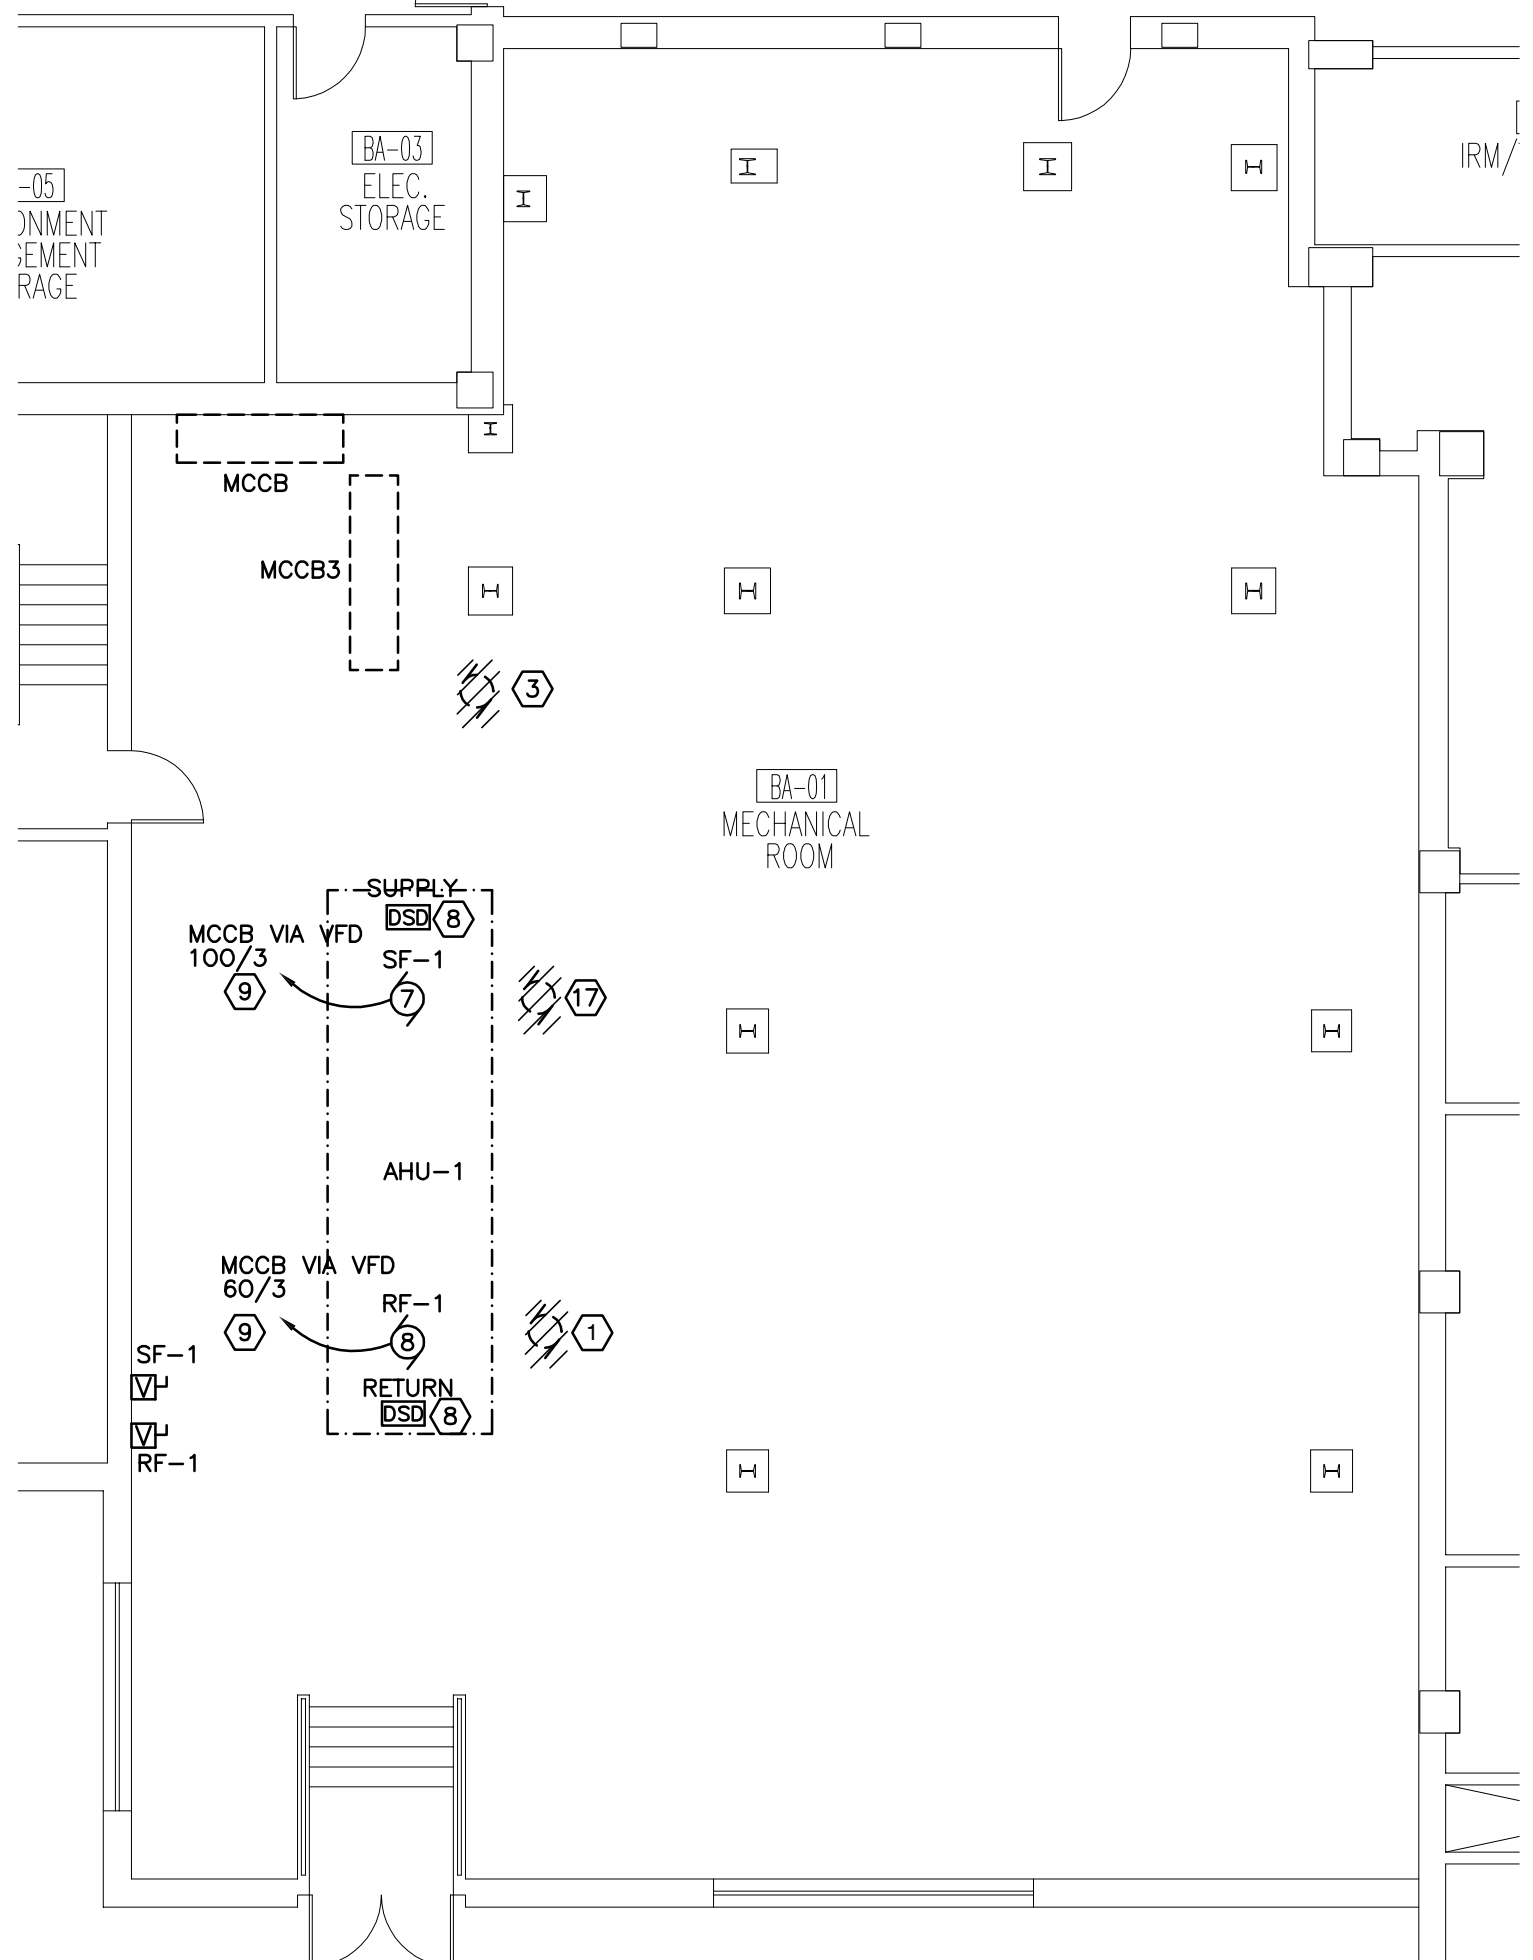 BA-03
ELEC.
STORAGE
-05
ONMENT
GEMENT
RAGE
IRM/
MCCB
MCCB3
3
BA-01
MECHANICAL
ROOM
SUPPLY
DSD 8
MCCB VIA VFD
100/3
9
SF-1
7
17
AHU-1
MCCB VIA VFD
60/3
9
RF-1
8
1
RETURN
DSD 8
SF-1
V
V
RF-1